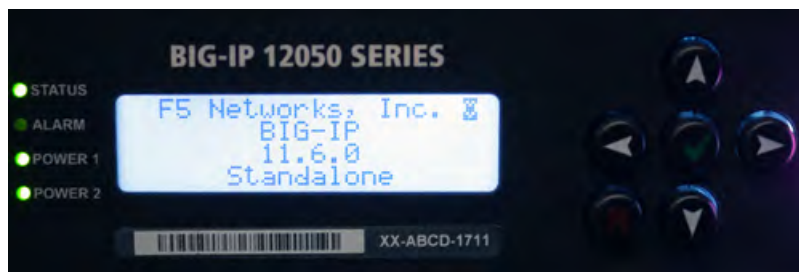 BIG-IP 12050 SERIES
STATUS
ALARM
POWER 1
POWER 2
F5 Networks, Inc.
BIG-IP
11.6.0
Standalone
XX-ABCD-1711